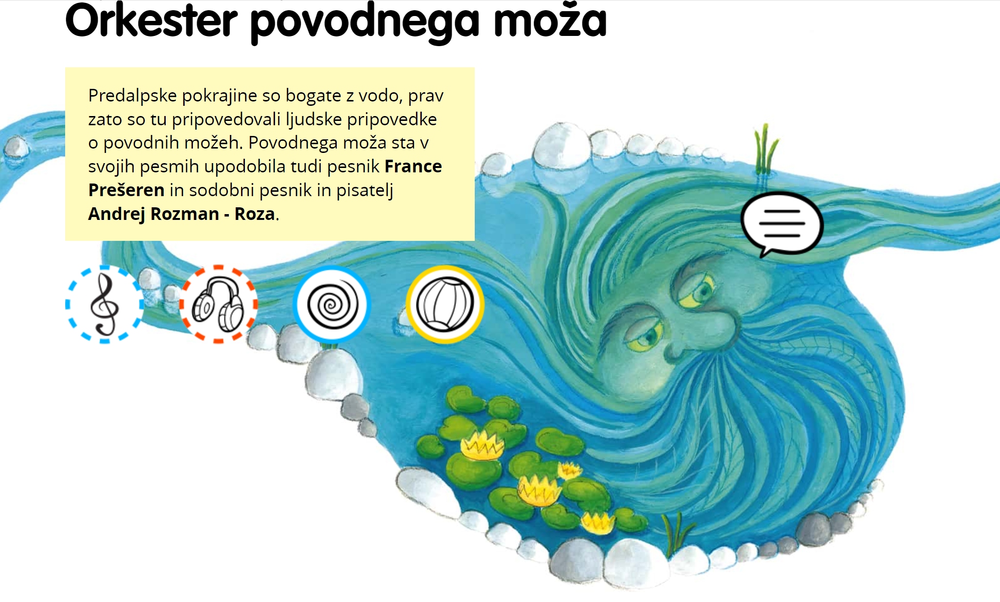 Orkester povodnega moža
Predalpske pokrajine so bogate z vodo, prav
zato so tu pripovedovali ljudske pripovedke
o povodnih možeh. Povodnega moža sta v
svojih pesmih upodobila tudi pesnik France
Prešeren in sodobni pesnik in pisatelj
Andrej Rozman - Roza.